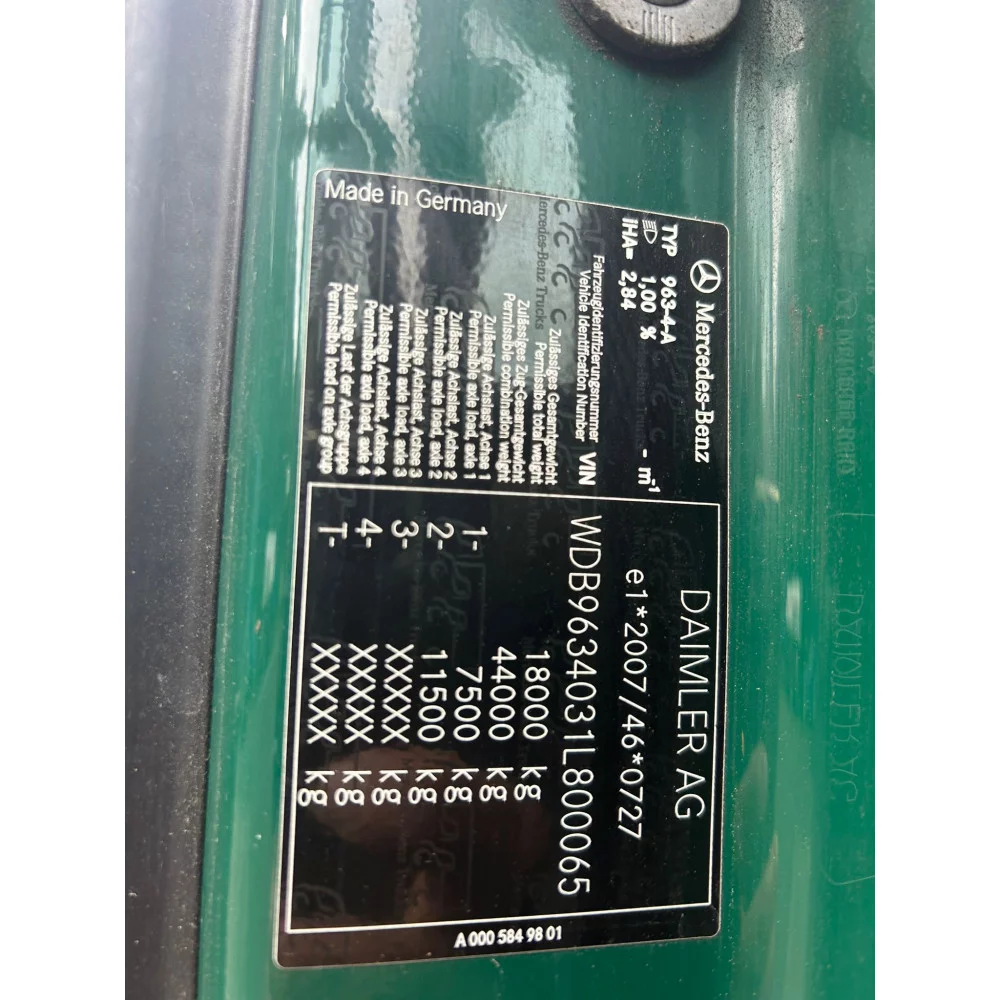 Mercedes-Benz
TYP 963-4-A
1,00 % - m⁻¹
IHA= 2,84
DAIMLER AG
e1*2007/46*0727
Fahrzeugidentifizierungsnummer
Vehicle Identification Number VIN WDB9634031L800065
Zulässiges Gesamtgewicht
Permissible total weight 18000 kg
Zulässiges Zug-Gesamtgewicht
Permissible combination weight 44000 kg
Zulässige Achslast, Achse 1
Permissible axle load, axle 1 1- 7500 kg
Zulässige Achslast, Achse 2
Permissible axle load, axle 2 2- 11500 kg
Zulässige Achslast, Achse 3
Permissible axle load, axle 3 3- XXXXX kg
Zulässige Achslast, Achse 4
Permissible axle load, axle 4 4- XXXXX kg
Zulässige Last der Achsgruppe
Permissible load on axle group T- XXXXX kg
Made in Germany
A 000 584 98 01